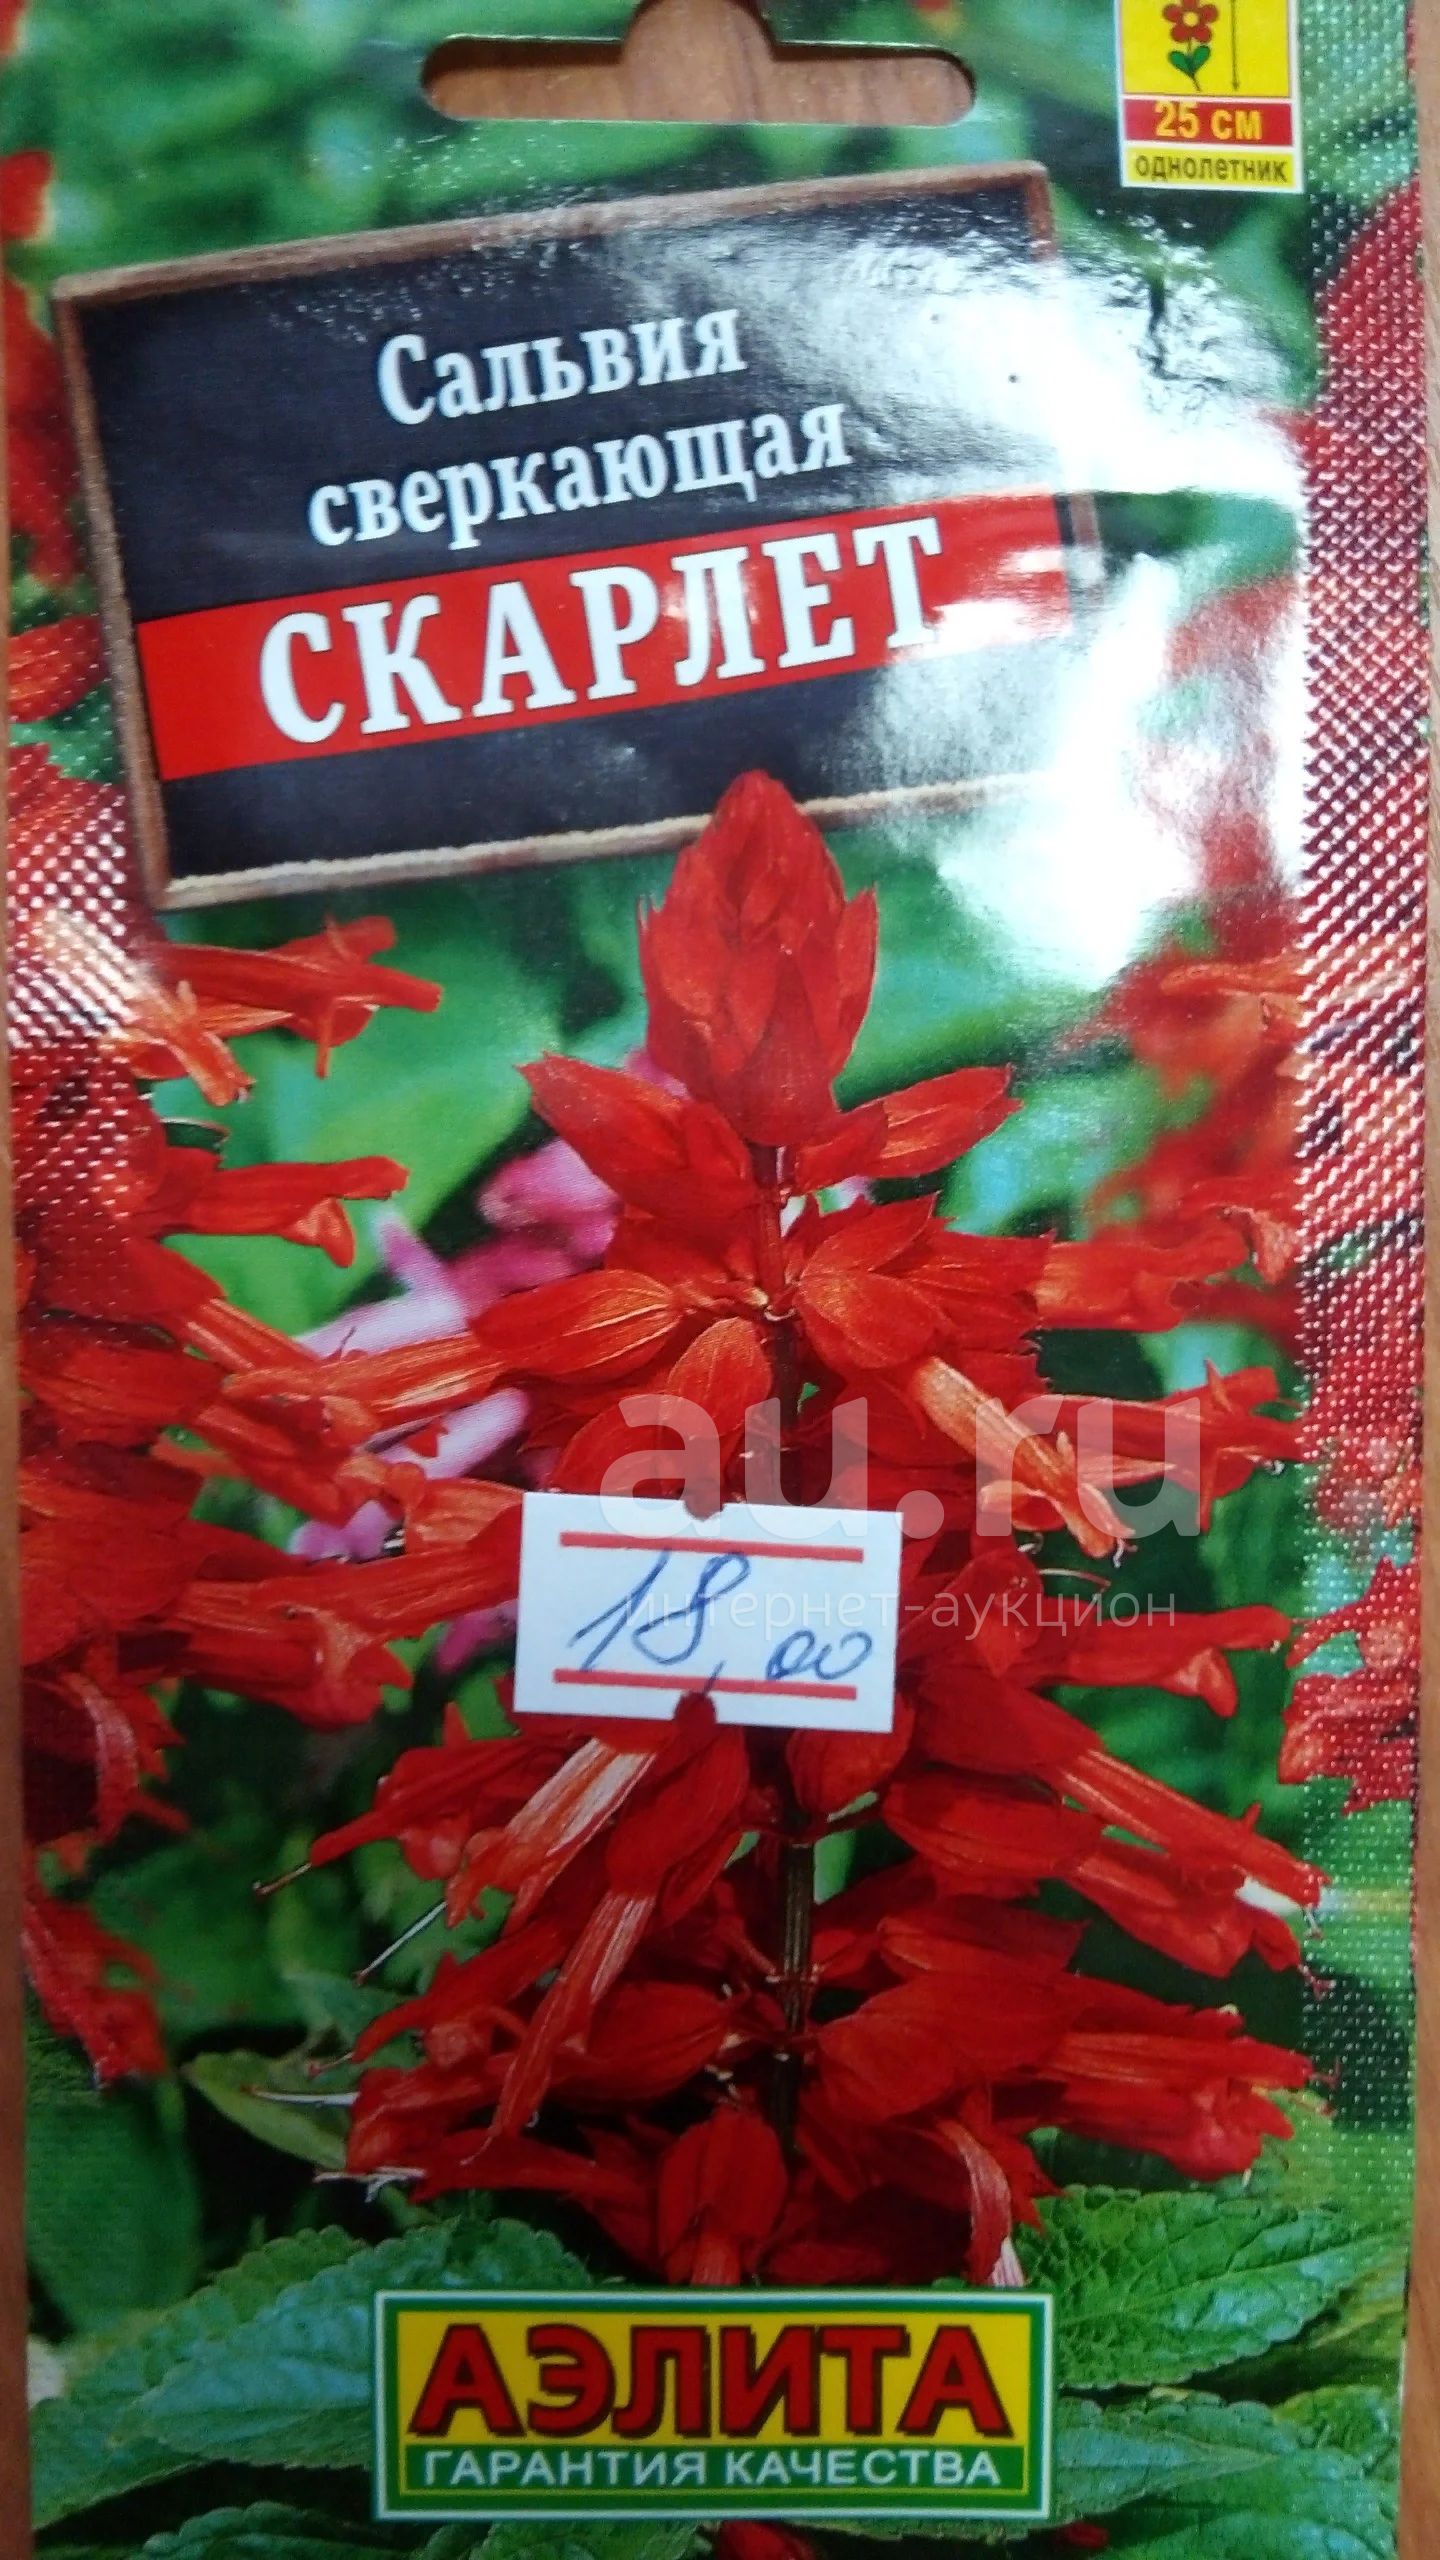 25 см
однолетник
Сальвия
сверкающая
СКАРЛЕТ
au.ru
интернет-аукцион
18,00
АЭЛИТА
ГАРАНТИЯ КАЧЕСТВА